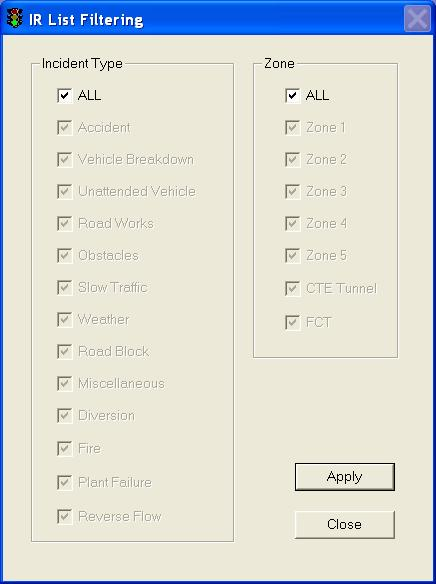 IR List Filtering
Incident Type
ALL
Accident
Vehicle Breakdown
Unattended Vehicle
Road Works
Obstacles
Slow Traffic
Weather
Road Block
Miscellaneous
Diversion
Fire
Plant Failure
Reverse Flow
Zone
ALL
Zone 1
Zone 2
Zone 3
Zone 4
Zone 5
CTE Tunnel
FCT
Apply
Close